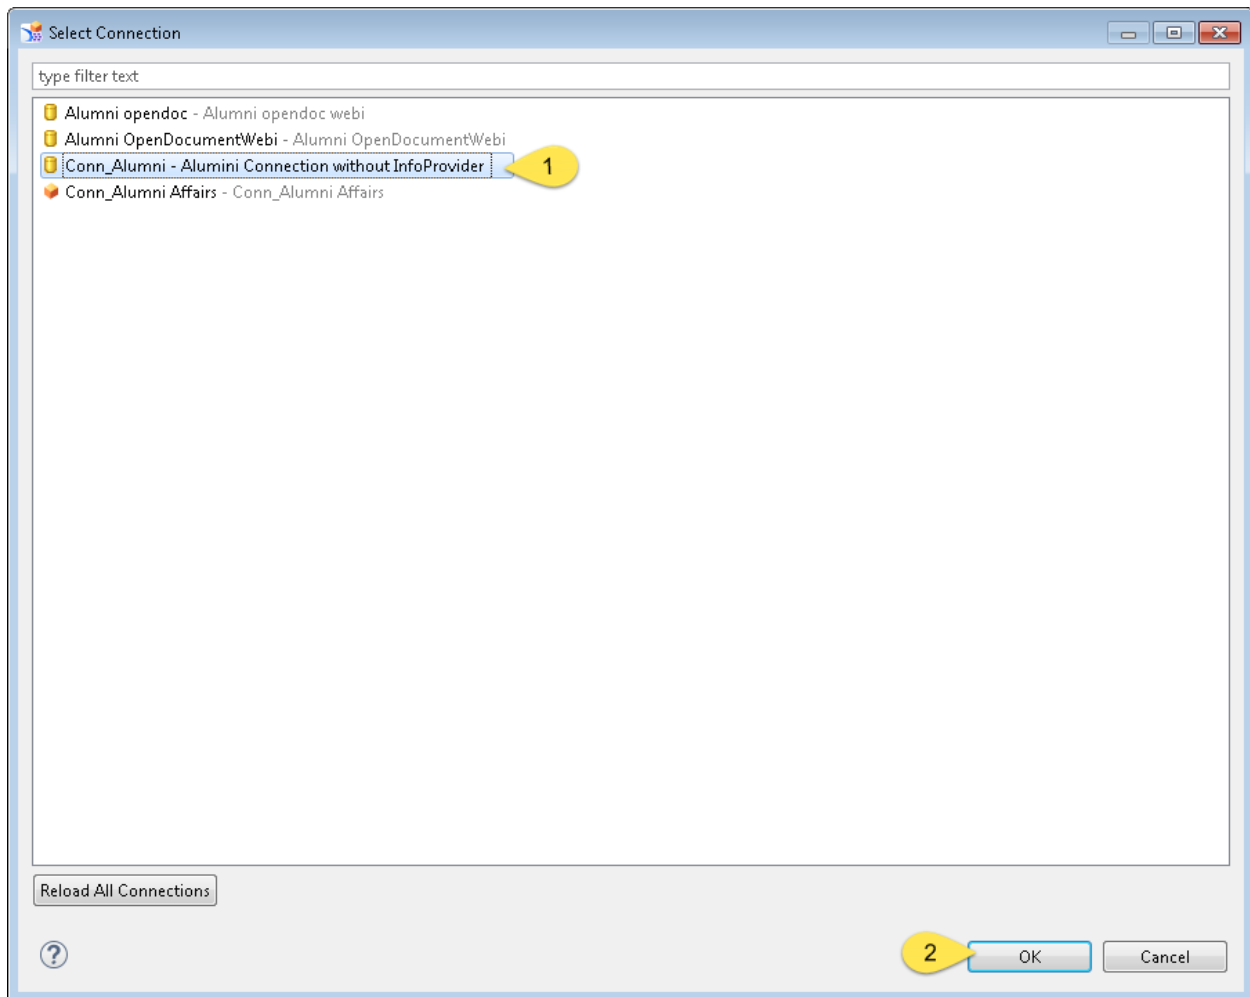 Select Connection
type filter text
Alumni opendoc - Alumni opendoc webi
Alumni OpenDocumentWebi - Alumni OpenDocumentWebi
Conn_Alumni - Alumini Connection without InfoProvider
1
Conn_Alumni Affairs - Conn_Alumni Affairs
Reload All Connections
?
2
OK
Cancel